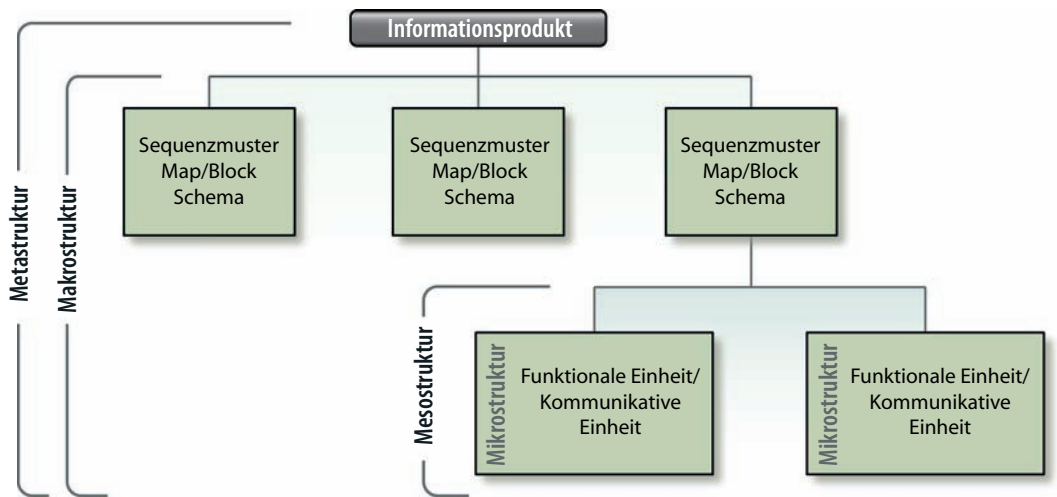 Informationsprodukt
Metastruktur
Makrostruktur
Sequenzmuster
Map/Block
Schema
Sequenzmuster
Map/Block
Schema
Sequenzmuster
Map/Block
Schema
Mesostruktur
Mikrostruktur
Funktionale Einheit/
Kommunikative
Einheit
Mikrostruktur
Funktionale Einheit/
Kommunikative
Einheit